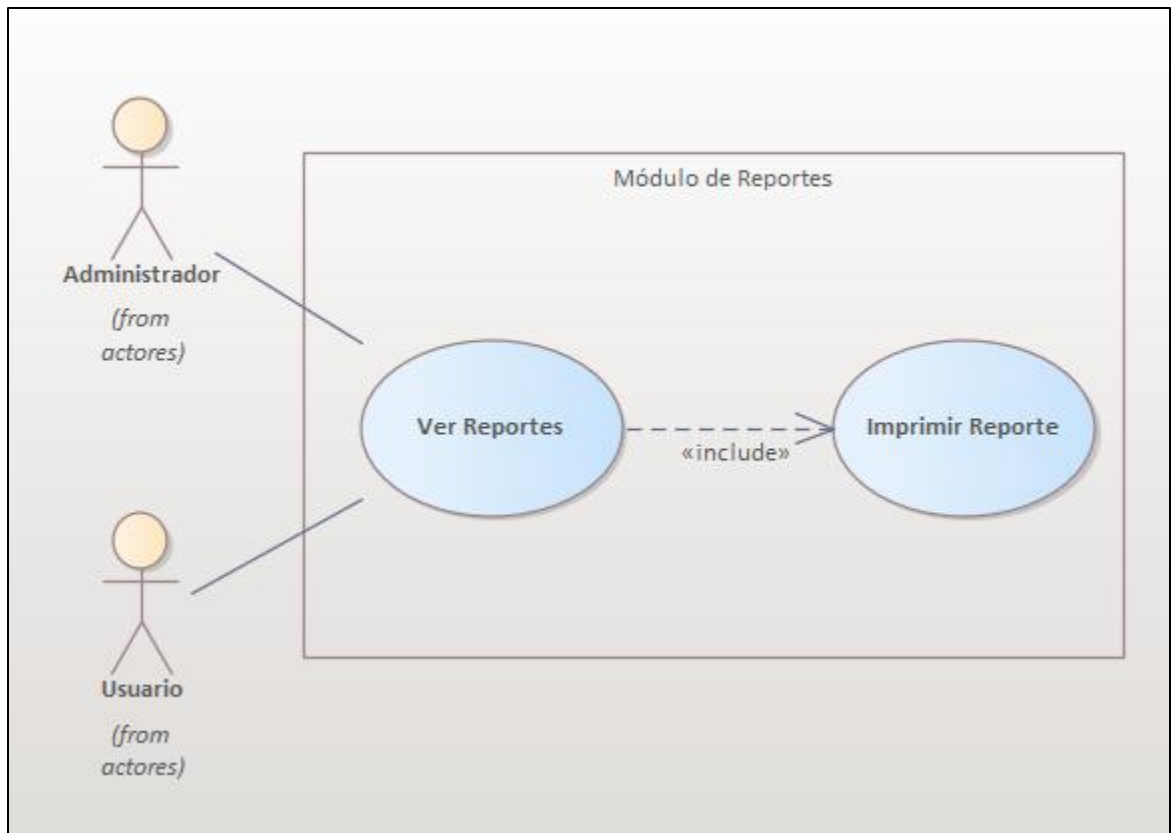 Módulo de Reportes
Administrador
(from
actores)
Ver Reportes
«include»
Imprimir Reporte
Usuario
(from
actores)